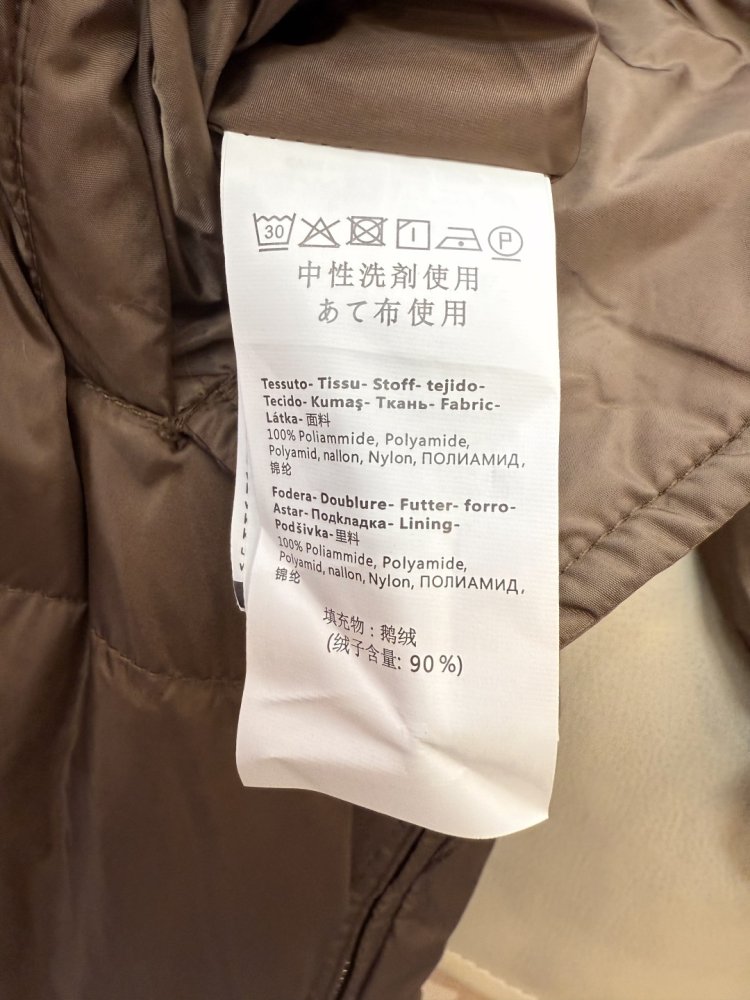 30 P
中性洗剤使用
あて布使用
Tessuto- Tissu- Stoff- tejido-
Tecido- Kumaş- Ткань- Fabric-
Látka- 面料
100% Poliammide, Polyamide,
Polyamid, nallon, Nylon, ПОЛИАМИД,
锦纶
Fodera- Doublure- Futter- forro-
Astar- Подкладка- Lining-
Podšivka- 里料
100% Poliammide, Polyamide,
Polyamid, nallon, Nylon, ПОЛИАМИД,
锦纶
填充物：鹅绒
(绒子含量: 90%)